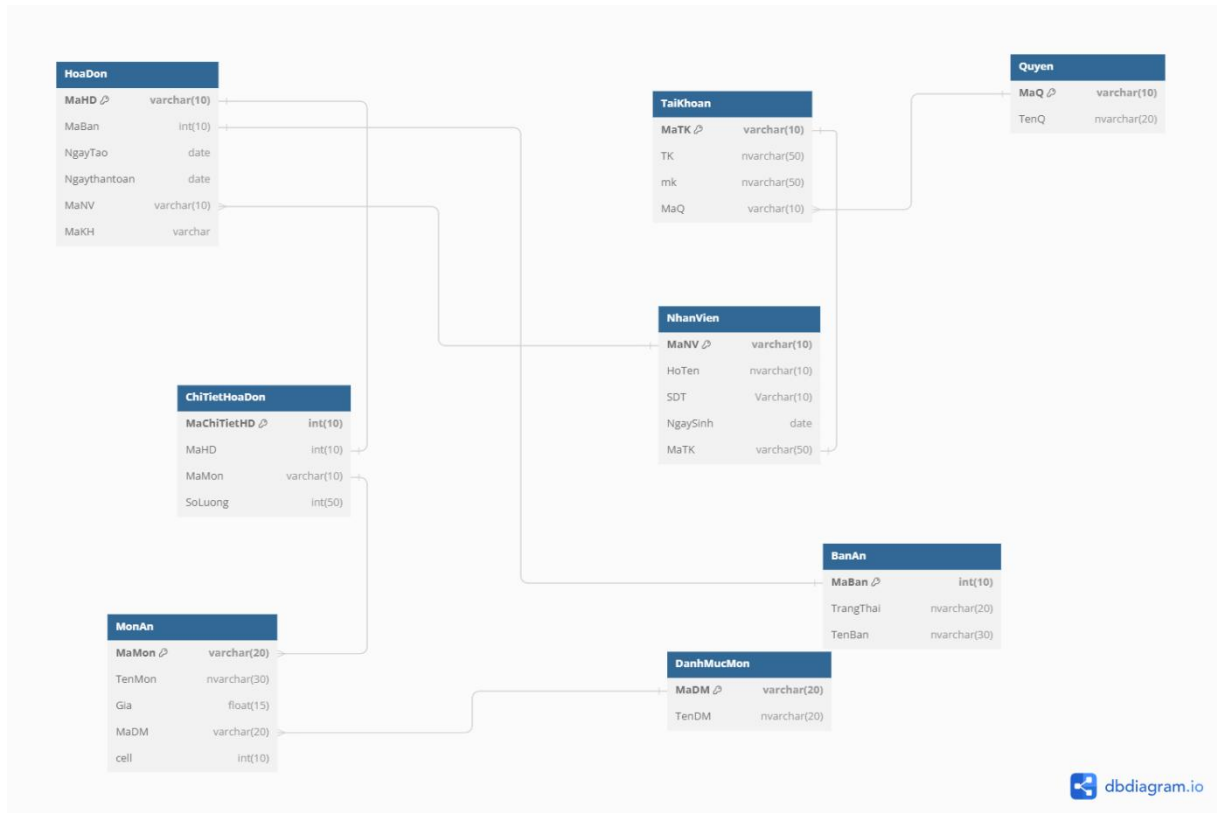 HoaDon
MaHD varchar(10)
MaBan int(10)
NgayTao date
Ngaythantoan date
MaNV varchar(10)
MaKH varchar
TaiKhoan
MaTK varchar(10)
TK nvarchar(50)
mk nvarchar(50)
MaQ varchar(10)
Quyen
MaQ varchar(10)
TenQ nvarchar(20)
NhanVien
MaNV varchar(10)
HoTen nvarchar(10)
SDT Varchar(10)
NgaySinh date
MaTK varchar(50)
ChiTietHoaDon
MaChiTietHD int(10)
MaHD int(10)
MaMon varchar(10)
SoLuong int(50)
BanAn
MaBan int(10)
TrangThai nvarchar(20)
TenBan nvarchar(30)
MonAn
MaMon varchar(20)
TenMon nvarchar(30)
Gia float(15)
MaDM varchar(20)
cell int(10)
DanhMucMon
MaDM varchar(20)
TenDM nvarchar(20)
dbdiagram.io